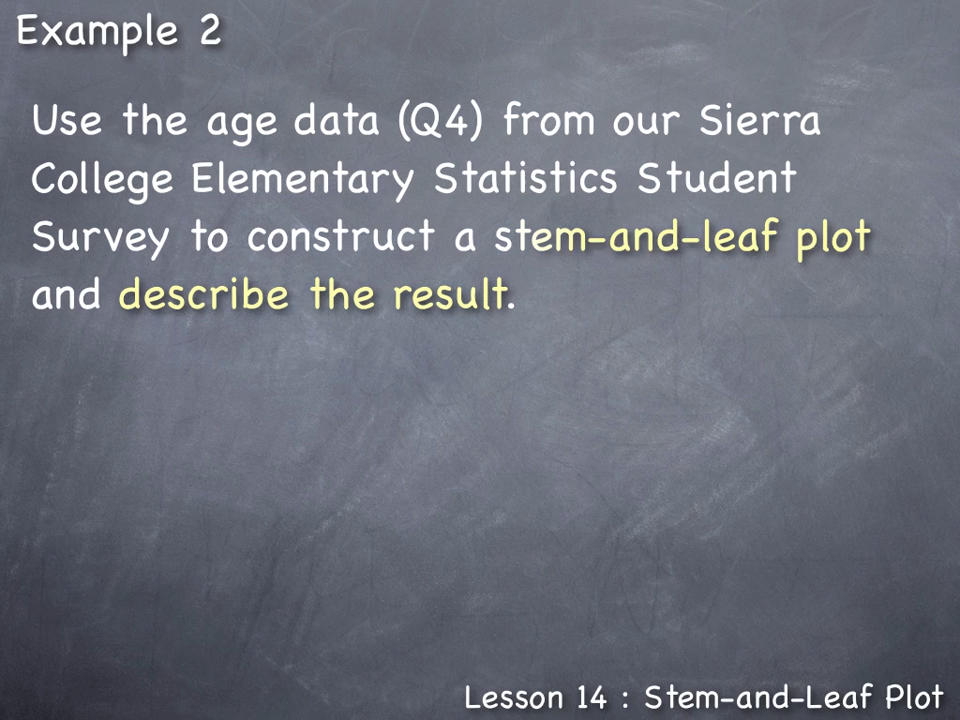 Example 2
Use the age data (Q4) from our Sierra
College Elementary Statistics Student
Survey to construct a stem-and-leaf plot
and describe the result.
Lesson 14 : Stem-and-Leaf Plot